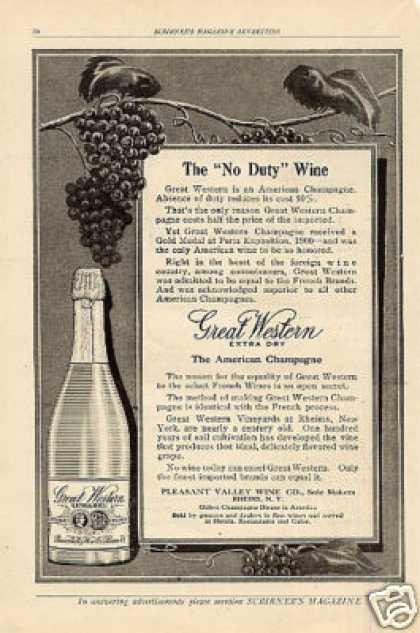 SCRIBNER'S MAGAZINE ADVERTISER
The "No Duty" Wine
Great Western is an American Champagne.
Absence of duty reduces its cost 50%.
That's the only reason Great Western Cham-
pagne costs half the price of the imported.
Yet Great Western Champagne received a
Gold Medal at Paris Exposition, 1900—and was
the only American wine to be so honored.
Right in the heart of the foreign wine
country, among connoisseurs, Great Western
was admitted to be equal to the French Brands.
And was acknowledged superior to all other
American Champagnes.
Great Western
EXTRA DRY
The American Champagne
The reason for the equality of Great Western
to the select French Wines is an open secret.
The method of making Great Western Cham-
pagne is identical with the French process.
Great Western Vineyards at Rheims, New
York, are nearly a century old. One hundred
years of soil cultivation has developed the vine
that produces that ideal, delicately flavored wine
grape.
No wine today can excel Great Western. Only
the finest imported brands can equal it.
PLEASANT VALLEY WINE CO., Sole Makers
RHEIMS, N. Y.
Oldest Champagne House in America
Sold by grocers and dealers in fine wines and served
at Hotels, Restaurants and Cafes.
Great Western
EXTRA DRY
Pleasant Valley Wine Co.
In answering advertisements please mention SCRIBNER'S MAGAZINE